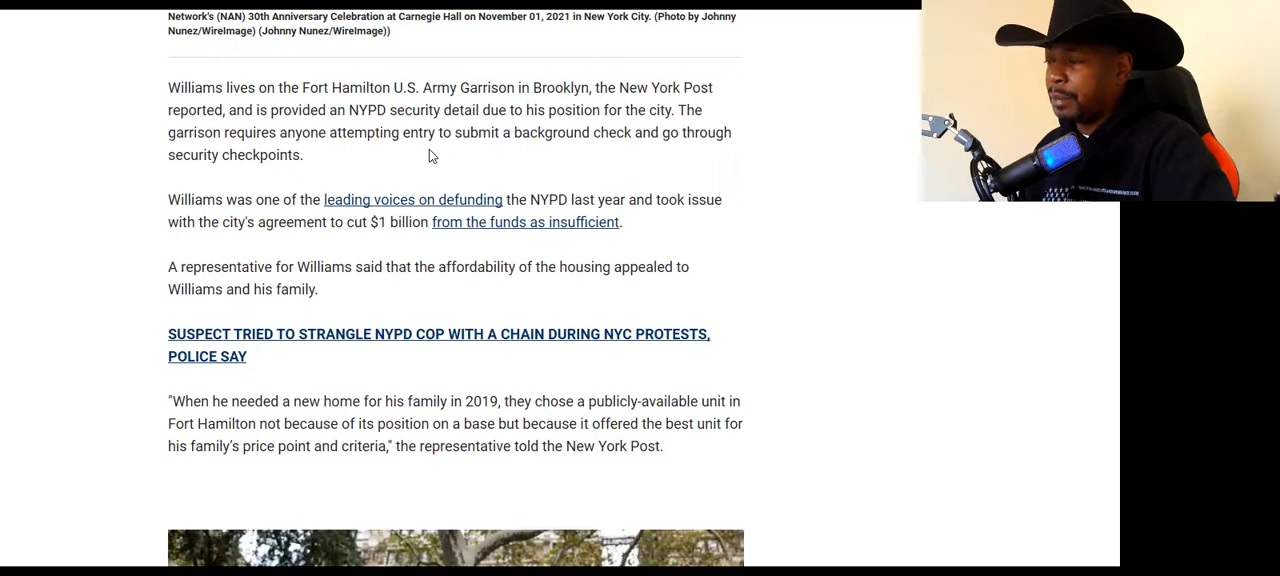 Network's (NAN) 30th Anniversary Celebration at Carnegie Hall on November 01, 2021 in New York City. (Photo by Johnny
Nunez/WireImage) (Johnny Nunez/WireImage))
Williams lives on the Fort Hamilton U.S. Army Garrison in Brooklyn, the New York Post
reported, and is provided an NYPD security detail due to his position for the city. The
garrison requires anyone attempting entry to submit a background check and go through
security checkpoints.
Williams was one of the leading voices on defunding the NYPD last year and took issue
with the city's agreement to cut $1 billion from the funds as insufficient.
A representative for Williams said that the affordability of the housing appealed to
Williams and his family.
SUSPECT TRIED TO STRANGLE NYPD COP WITH A CHAIN DURING NYC PROTESTS,
POLICE SAY
"When he needed a new home for his family in 2019, they chose a publicly-available unit in
Fort Hamilton not because of its position on a base but because it offered the best unit for
his family's price point and criteria," the representative told the New York Post.